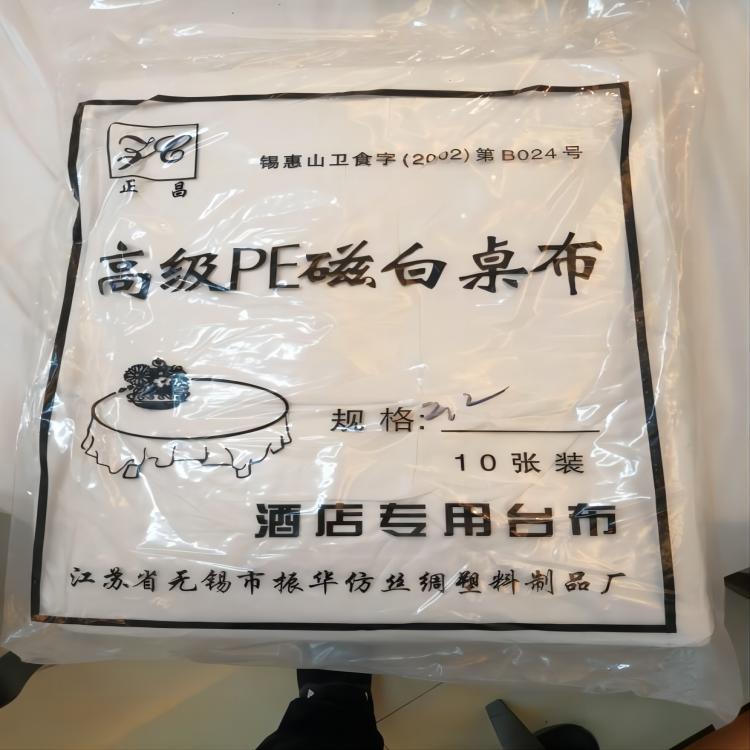 锡惠山卫食字(2002)第B024号
正昌
高级PE磁白桌布
规格:
10张装
酒店专用台布
江苏省无锡市振华仿丝绸塑料制品厂